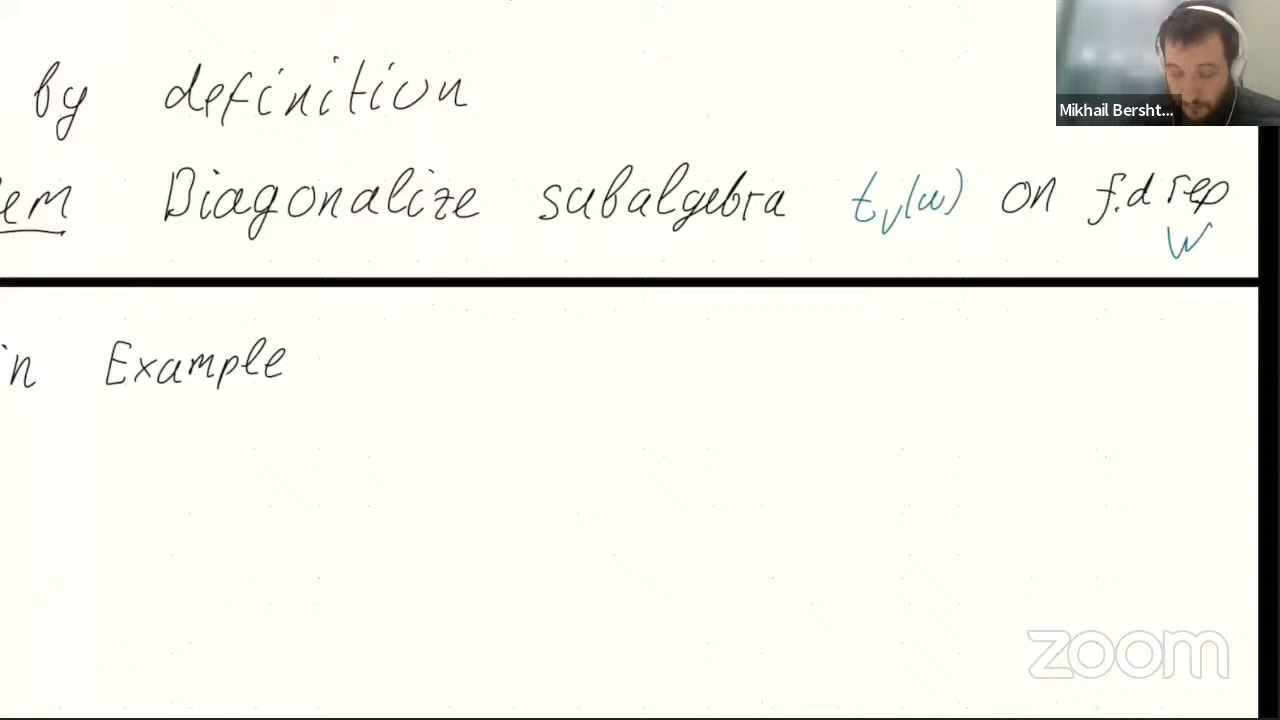 by definition
Mikhail Bersht...
em Diagonalize subalgebra t_V(u) on f.d rep
W
in Example
zoom